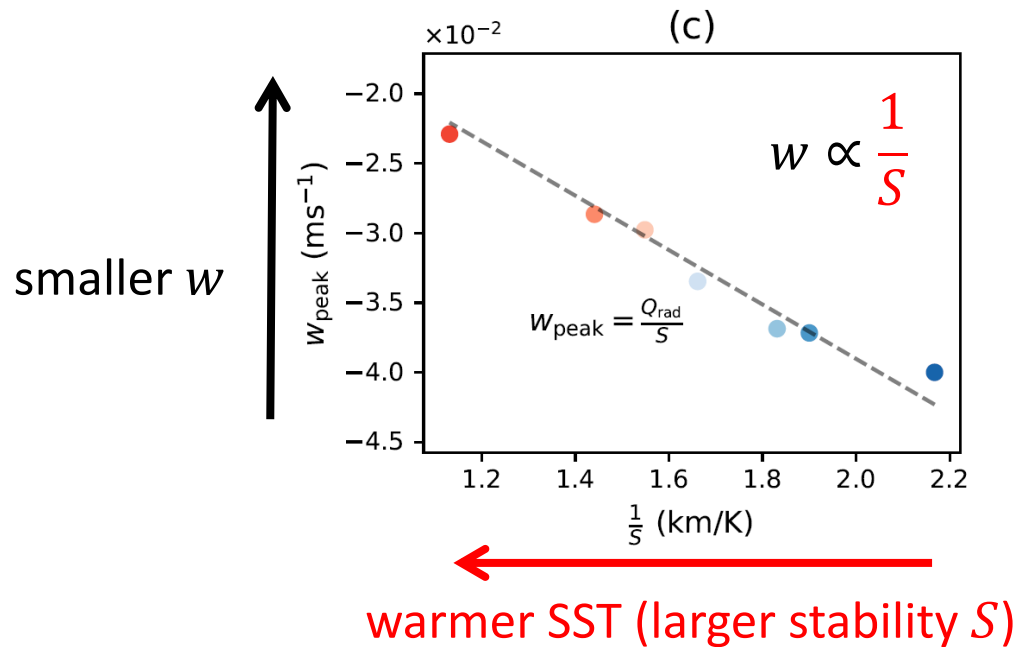 (c)
×10⁻²
−2.0
−2.5
−3.0
−3.5
−4.0
−4.5
w_peak (ms⁻¹)
smaller w
w ∝ 1/S
w_peak = Q_rad/S
1.2 1.4 1.6 1.8 2.0 2.2
1/S (km/K)
warmer SST (larger stability S)